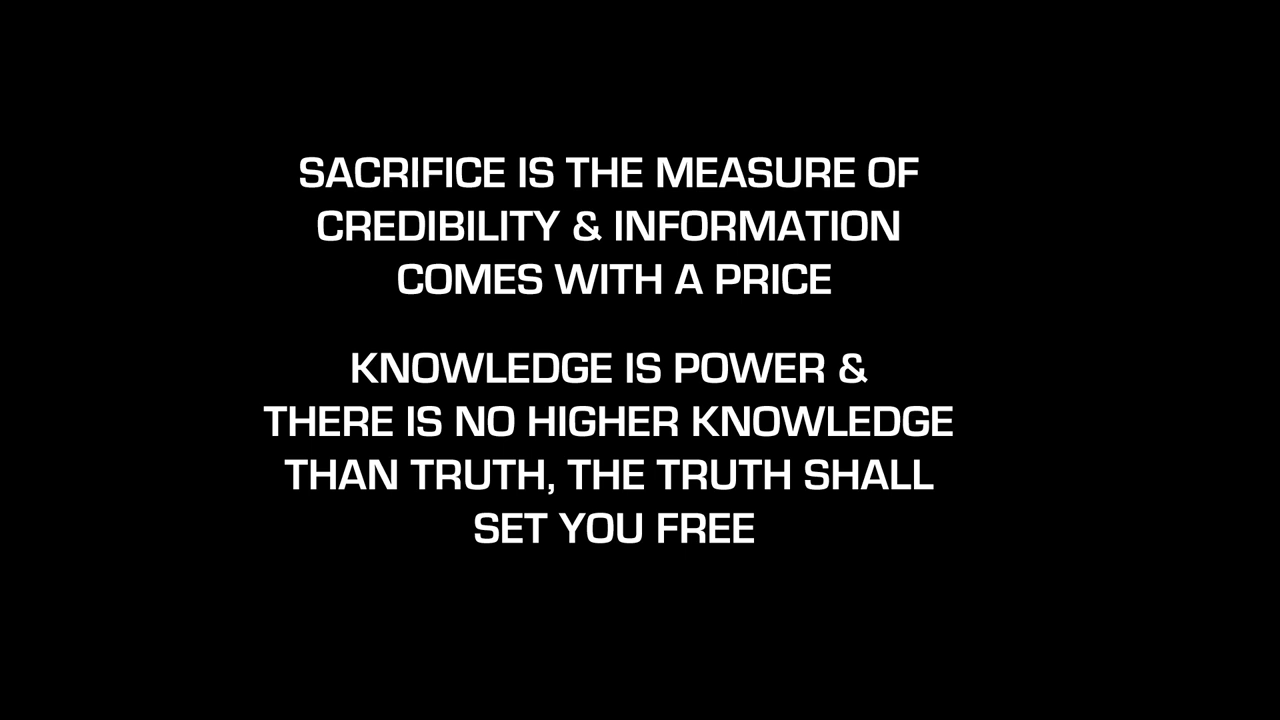 SACRIFICE IS THE MEASURE OF
CREDIBILITY & INFORMATION
COMES WITH A PRICE
KNOWLEDGE IS POWER &
THERE IS NO HIGHER KNOWLEDGE
THAN TRUTH, THE TRUTH SHALL
SET YOU FREE